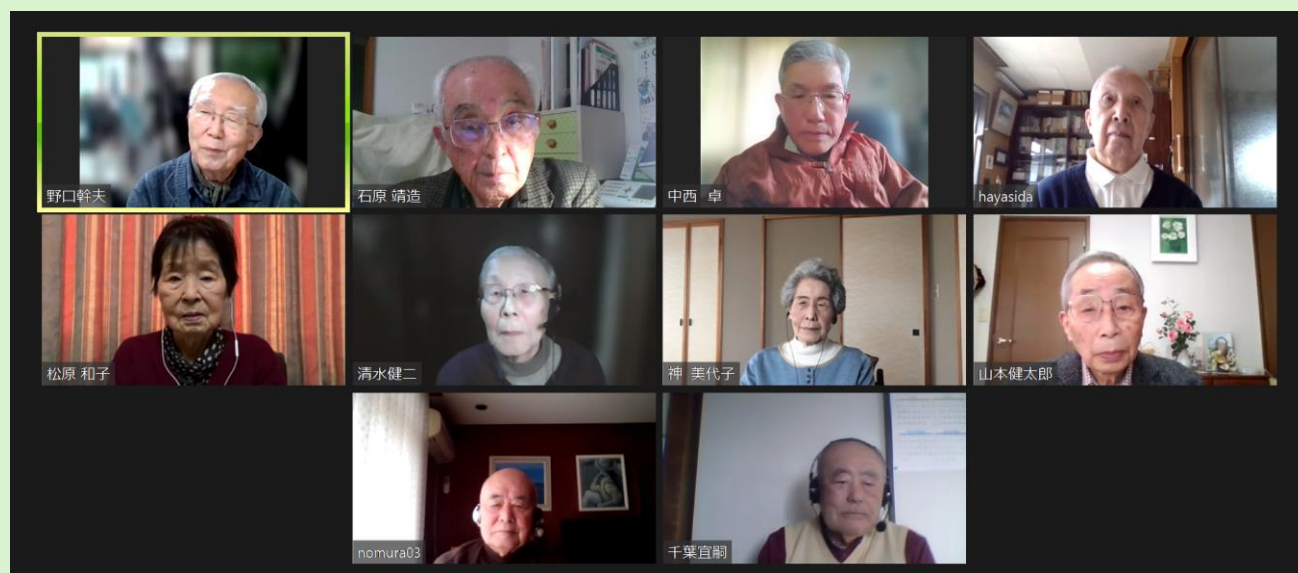 野口幹夫
石原 靖造
中西 卓
hayasida
松原 和子
清水健二
神 美代子
山本健太郎
nomura03
千葉宜嗣